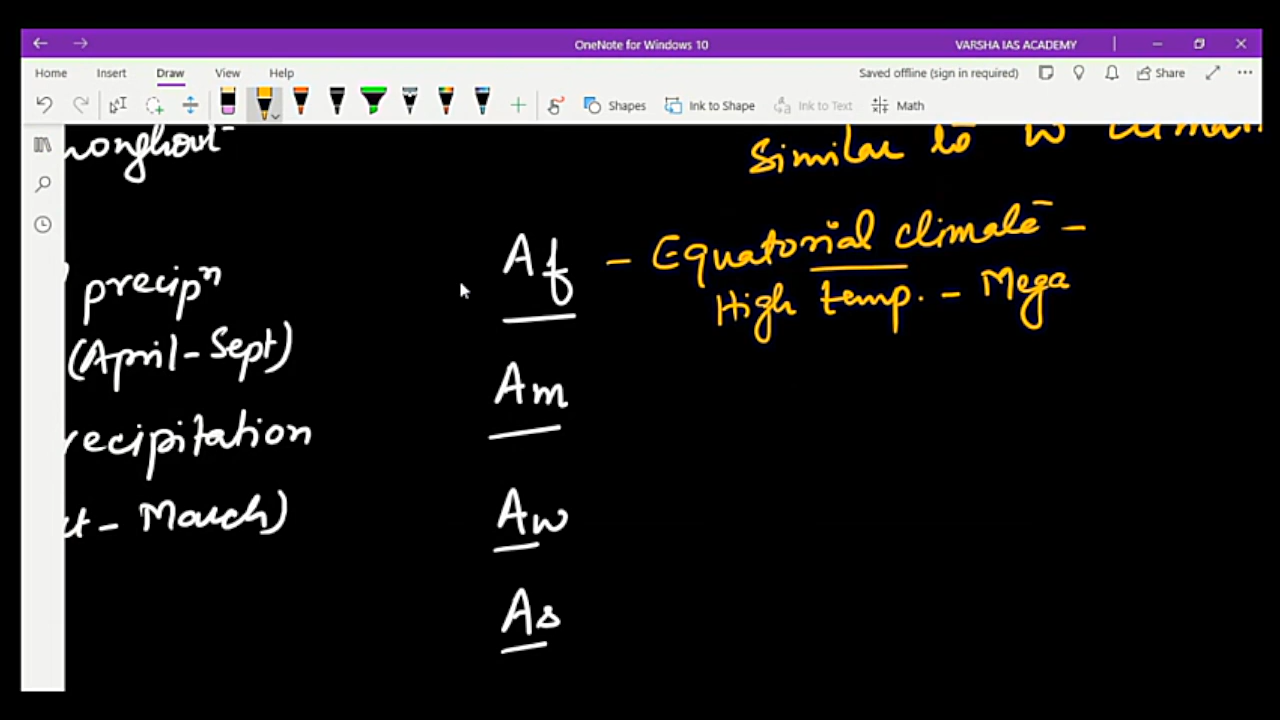 OneNote for Windows 10
VARSHA IAS ACADEMY
Home Insert Draw View Help
Saved offline (sign in required)
Share
Shapes
Ink to Shape
Ink to Text
Math
Similar to w
precipⁿ
(April - Sept)
recipitation
March)
Af - Equatorial climate -
High temp. - Mega
Am
Aw
As